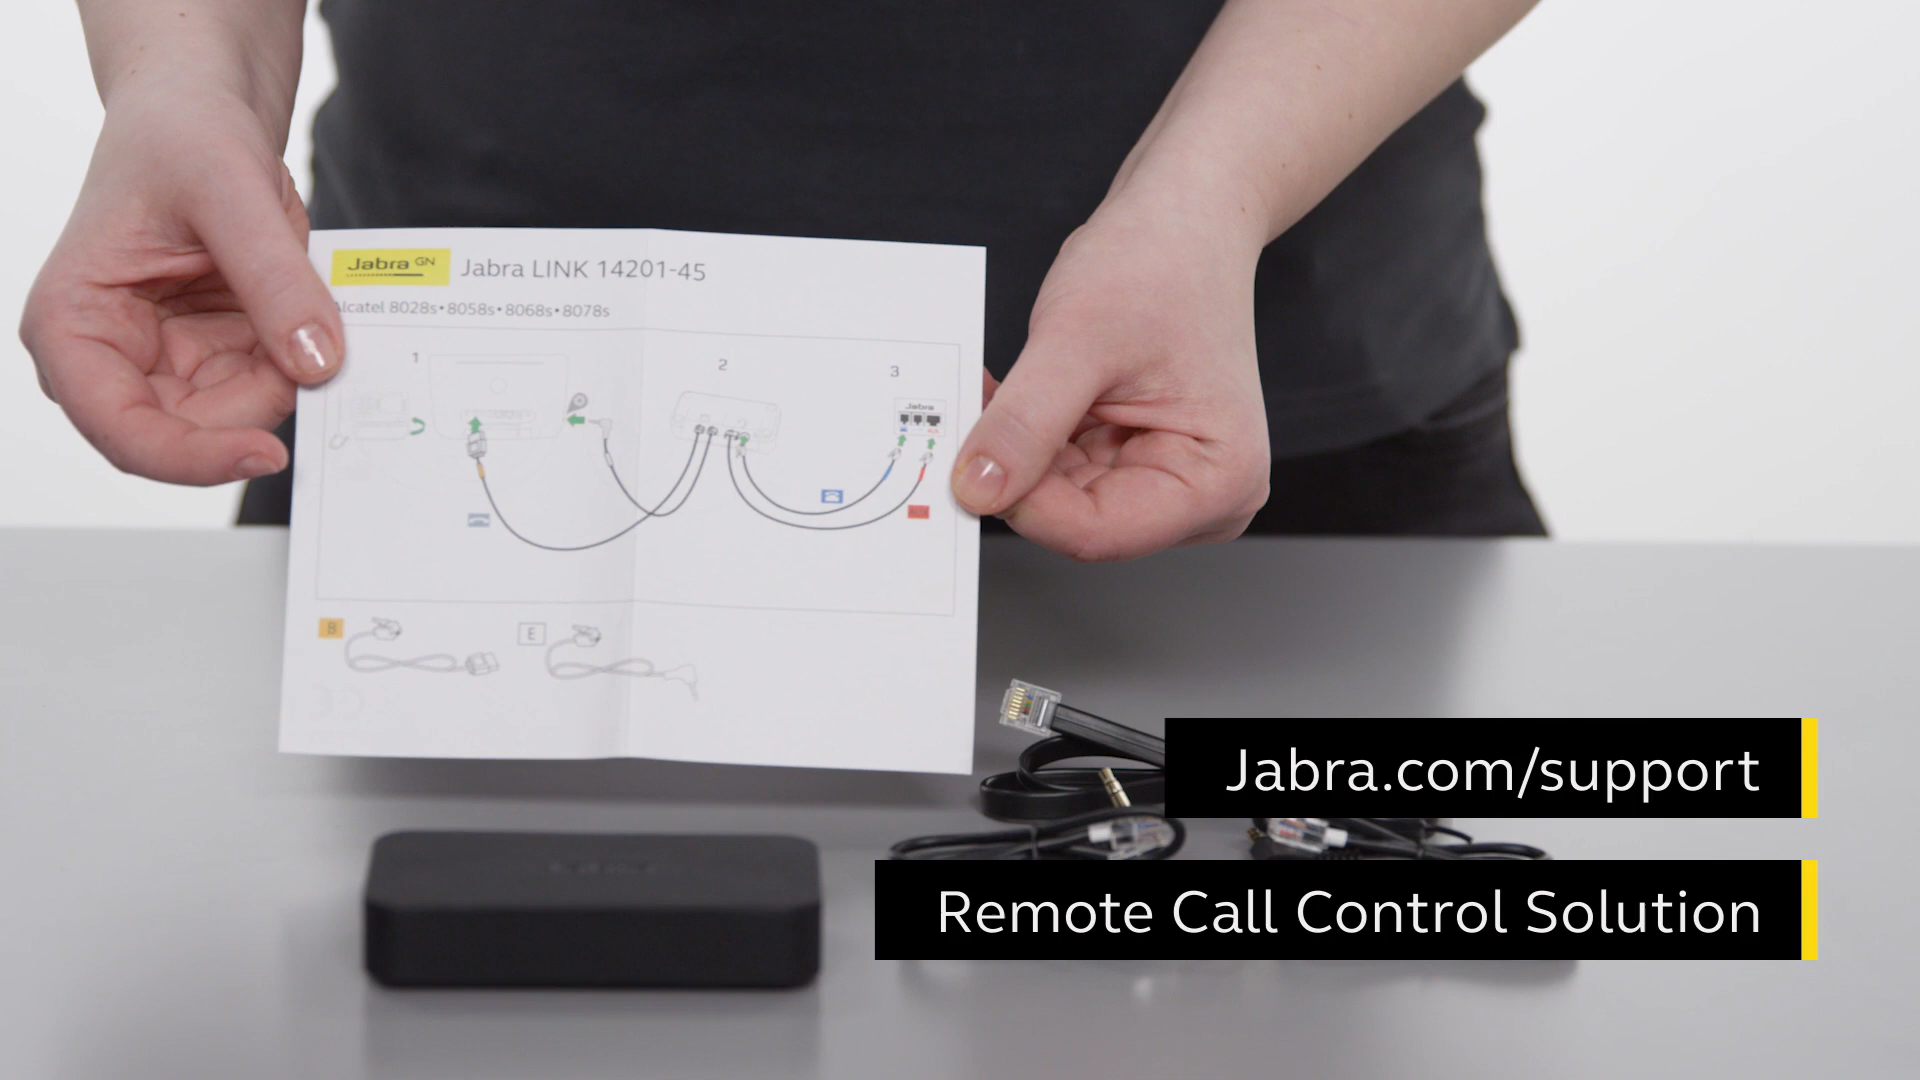 Jabra GN
Jabra LINK 14201-45
Alcatel 8028s•8058s•8068s•8078s
1
2
3
Jabra
AUX
B
E
Jabra.com/support
Remote Call Control Solution